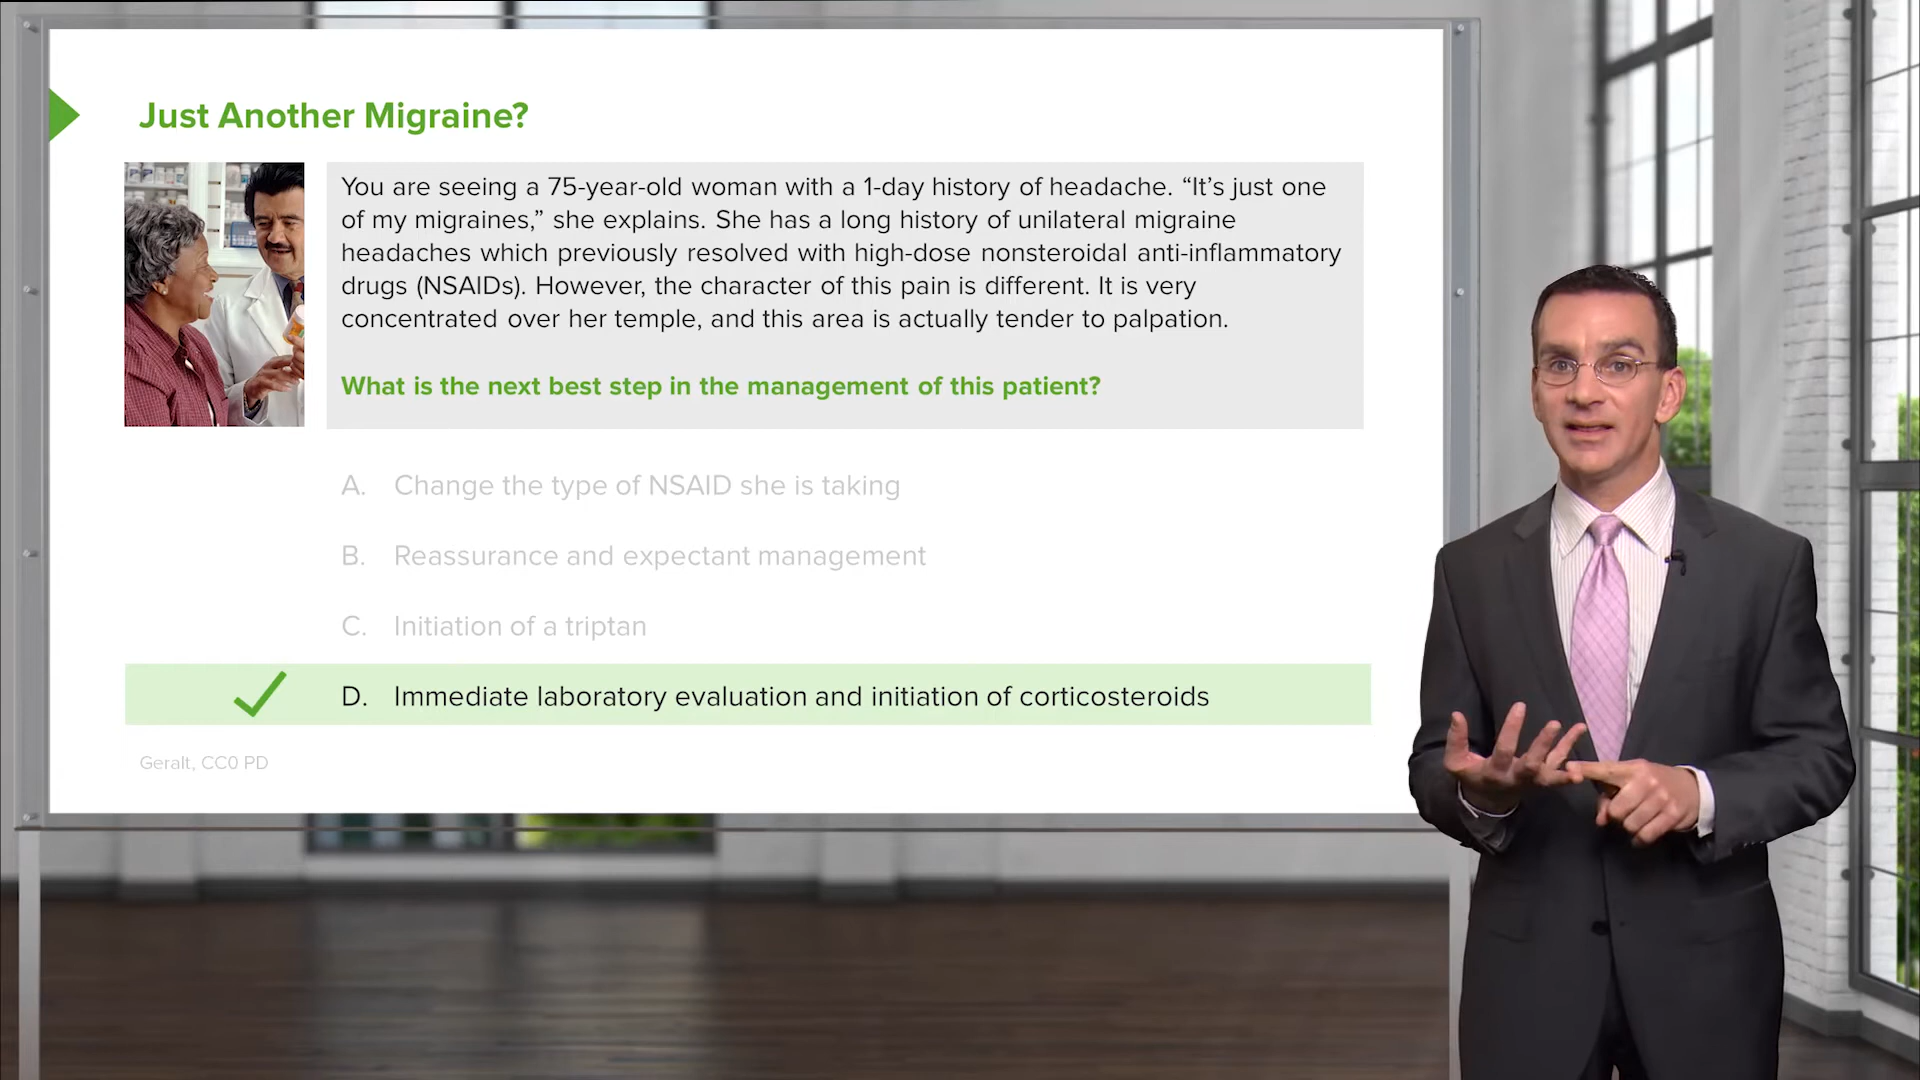 Just Another Migraine?
You are seeing a 75-year-old woman with a 1-day history of headache. “It’s just one
of my migraines,” she explains. She has a long history of unilateral migraine
headaches which previously resolved with high-dose nonsteroidal anti-inflammatory
drugs (NSAIDs). However, the character of this pain is different. It is very
concentrated over her temple, and this area is actually tender to palpation.
What is the next best step in the management of this patient?
A. Change the type of NSAID she is taking
B. Reassurance and expectant management
C. Initiation of a triptan
D. Immediate laboratory evaluation and initiation of corticosteroids
Geralt, CC0 PD